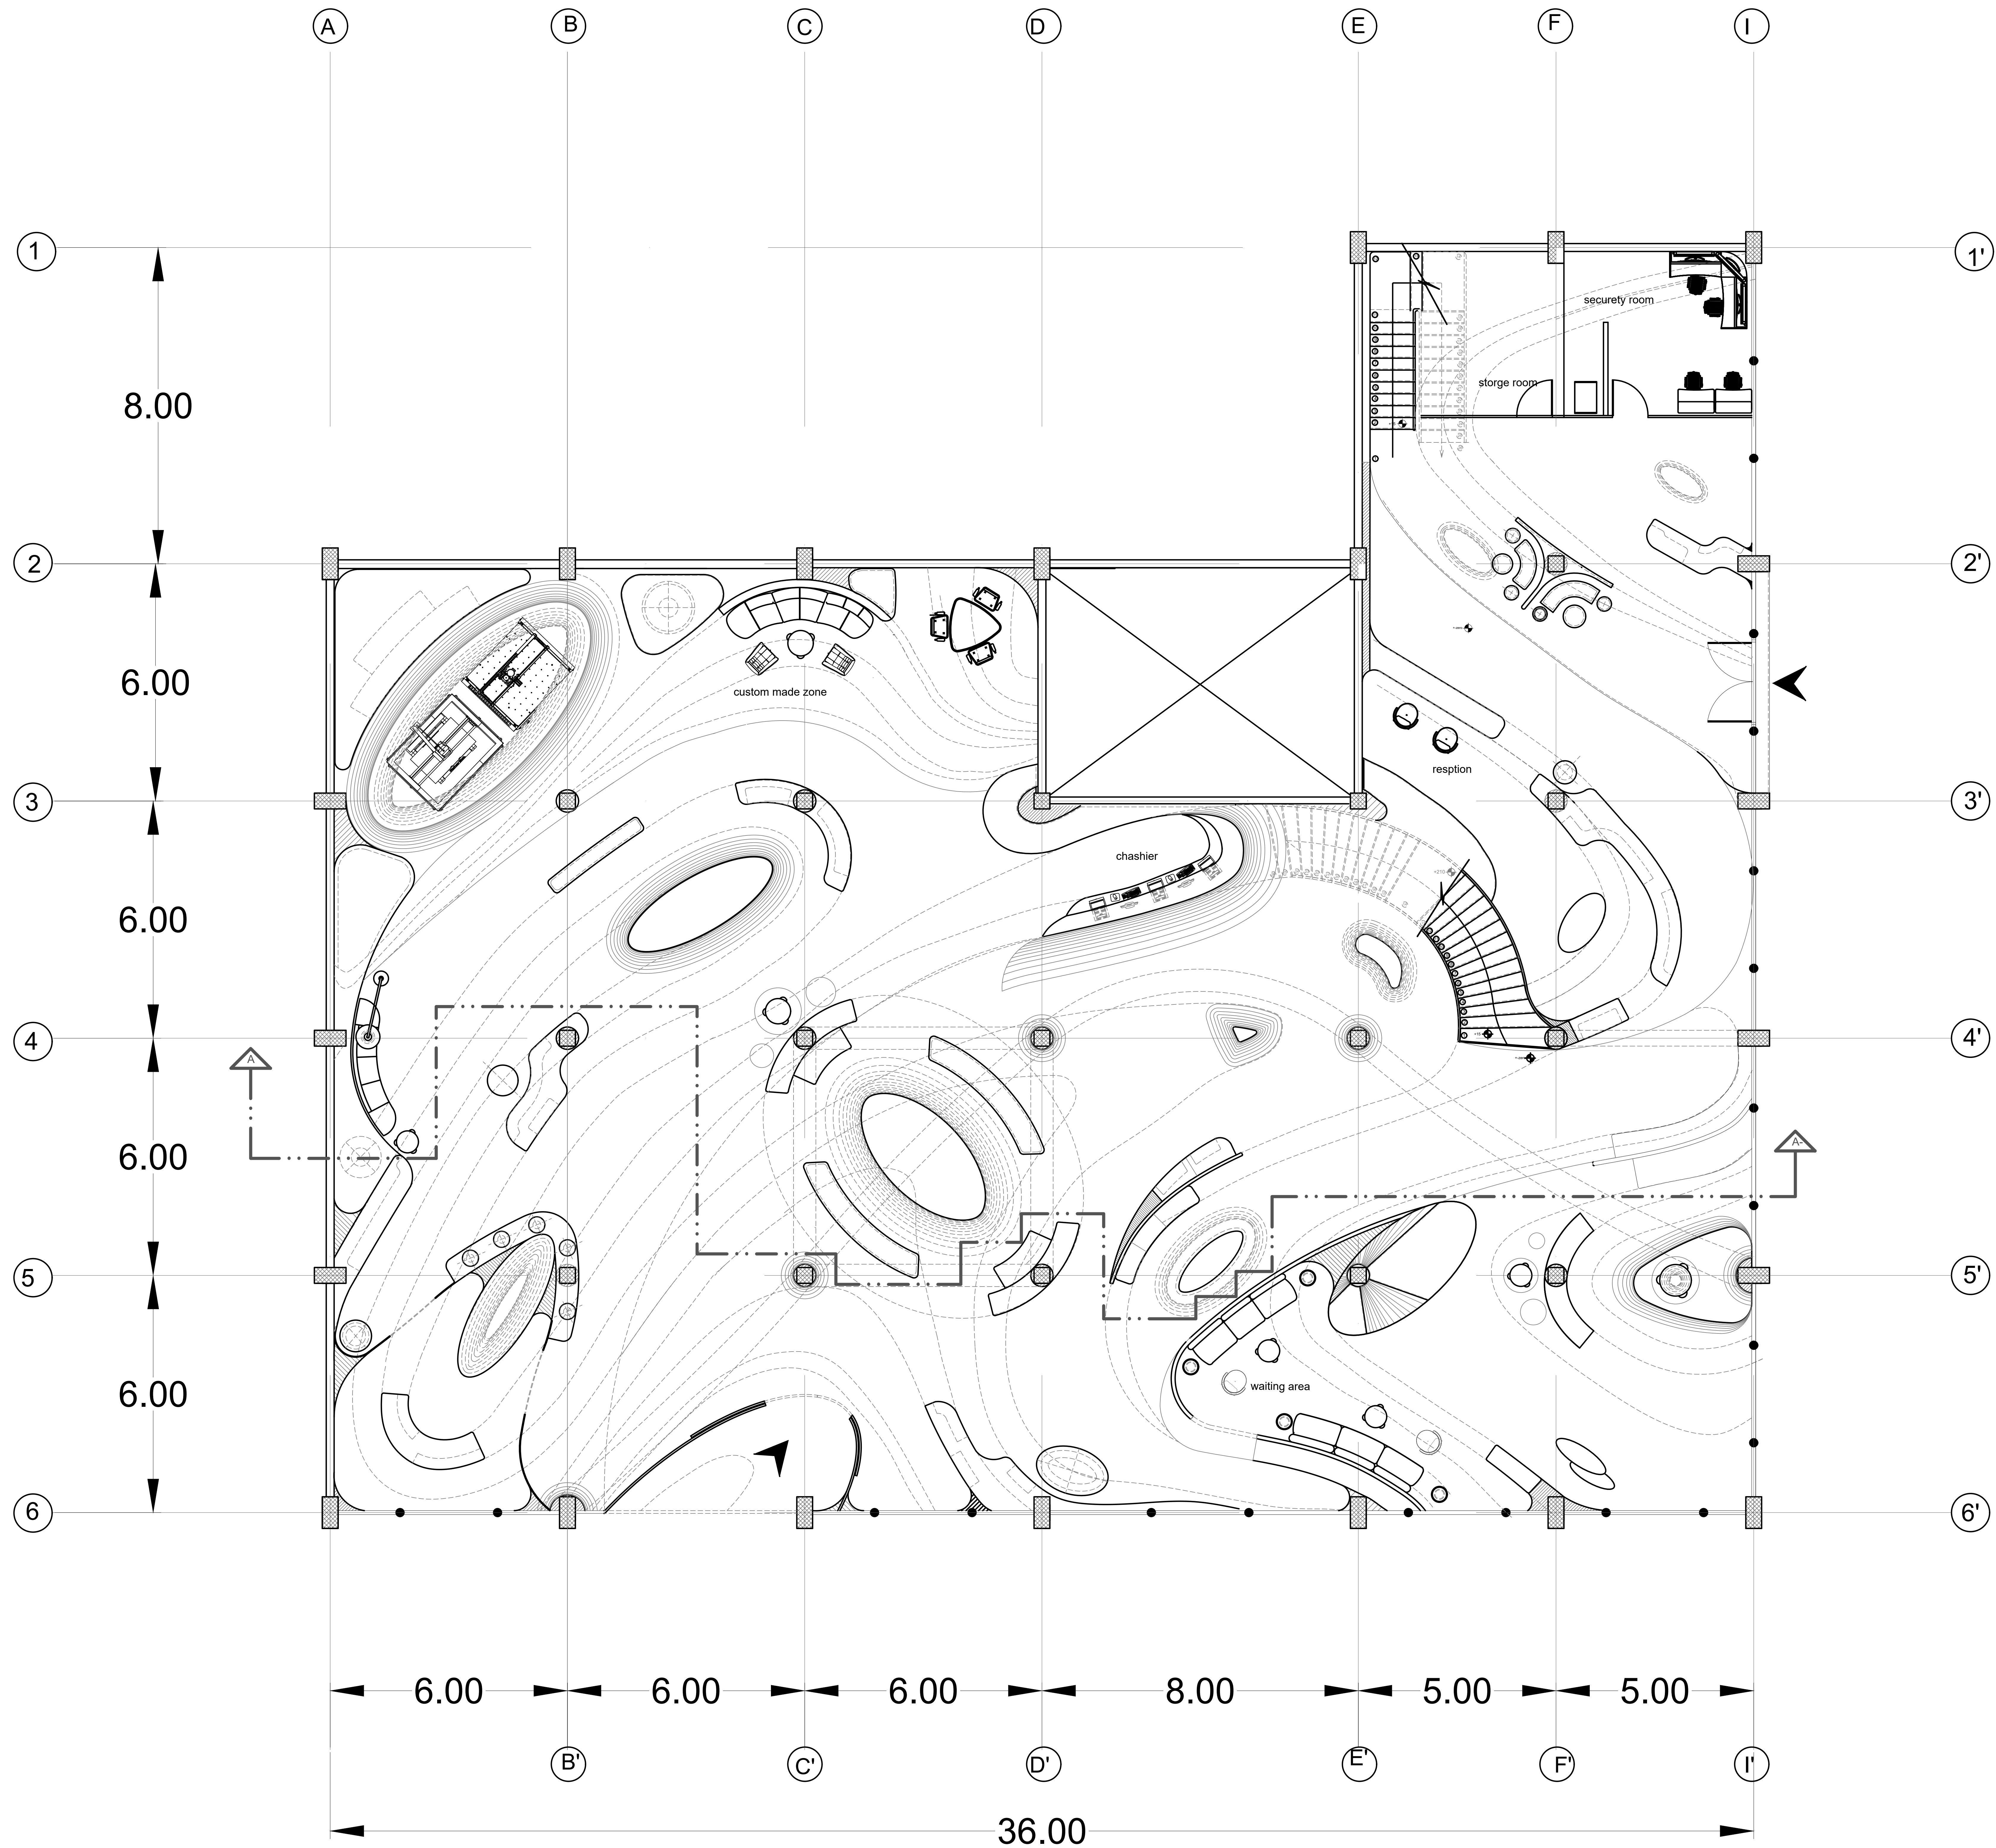 A B C D E F I
1 1'
securety room
storge room
8.00
2 2'
6.00
custom made zone
resption
3 3'
chashier
6.00
4 4'
A
A-
6.00
5 5'
waiting area
6.00
6 6'
6.00 6.00 6.00 8.00 5.00 5.00
B' C' D' E' F' I'
36.00